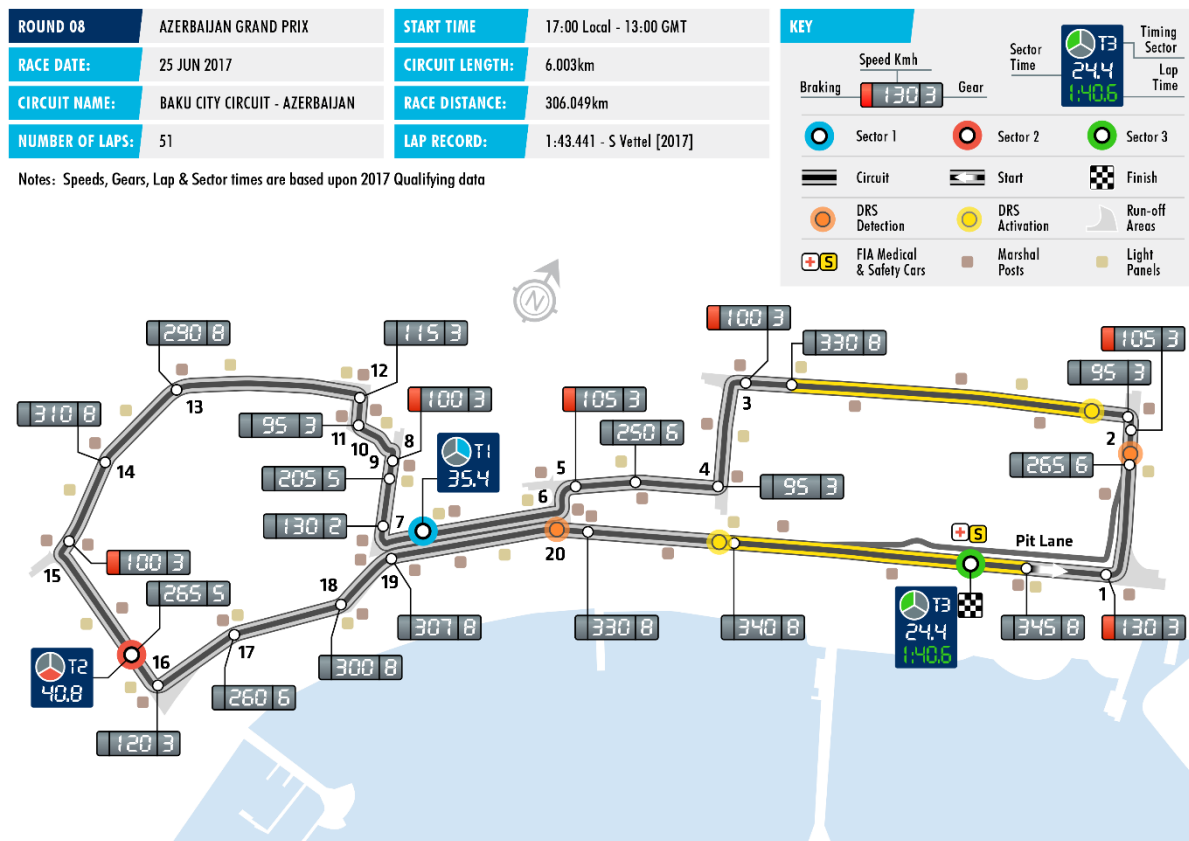 ROUND 08
AZERBAIJAN GRAND PRIX
RACE DATE:
25 JUN 2017
CIRCUIT NAME:
BAKU CITY CIRCUIT - AZERBAIJAN
NUMBER OF LAPS:
51
START TIME
17:00 Local - 13:00 GMT
CIRCUIT LENGTH:
6.003km
RACE DISTANCE:
306.049km
LAP RECORD:
1:43.441 - S Vettel [2017]
Notes: Speeds, Gears, Lap & Sector times are based upon 2017 Qualifying data
KEY
Speed Kmh
Braking
130 3
Gear
Sector
Time
T3
24.4
1:40.6
Timing
Sector
Lap
Time
Sector 1
Sector 2
Sector 3
Circuit
Start
Finish
DRS
Detection
DRS
Activation
Run-off
Areas
+ S
FIA Medical
& Safety Cars
Marshal
Posts
Light
Panels
N
290 8
115 3
100 3
330 8
105 3
12
95 3
13
3
310 8
100 3
105 3
95 3
11
10
8
9
250 6
2
14
T1
35.4
265 6
205 5
5
4
95 3
6
130 2
7
+ S
Pit Lane
20
15
100 3
19
265 5
18
1
T3
24.4
1:40.6
307 8
330 8
340 8
345 8
130 3
17
T2
40.8
16
300 8
260 6
120 3